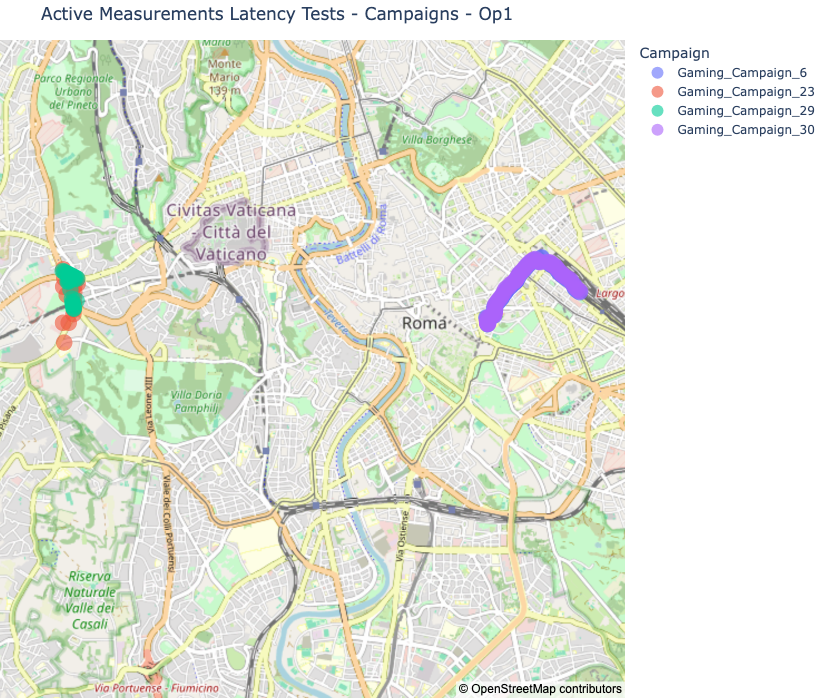 Active Measurements Latency Tests - Campaigns - Op1
Campaign
Gaming_Campaign_6
Gaming_Campaign_23
Gaming_Campaign_29
Gaming_Campaign_30
Mario
Monte
Mario
139 m
Parco Regionale
Urbano
del Pineto
Villa Borghese
Civitas Vaticana
- Città del
Vaticano
Battelli di Roma
Largo
Tevere
Roma
Villa Doria
Pamphilj
Via Leone XIII
Pisana
Viale dei Colli Portuensi
Via Ostiense
Riserva
Naturale
Valle dei
Casali
Via Portuense - Fiumicino
© OpenStreetMap contributors